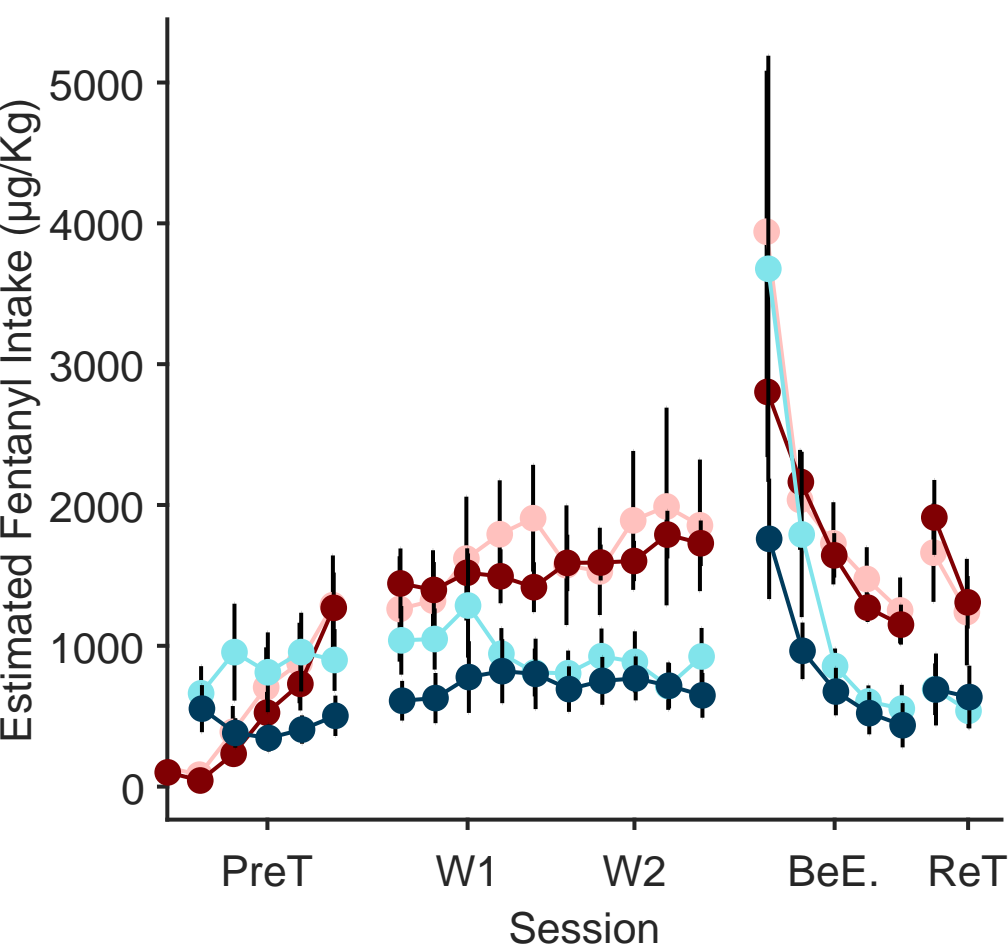 Estimated Fentanyl Intake (µg/Kg)
5000
4000
3000
2000
1000
0
PreT W1 W2 BeE. ReT
Session